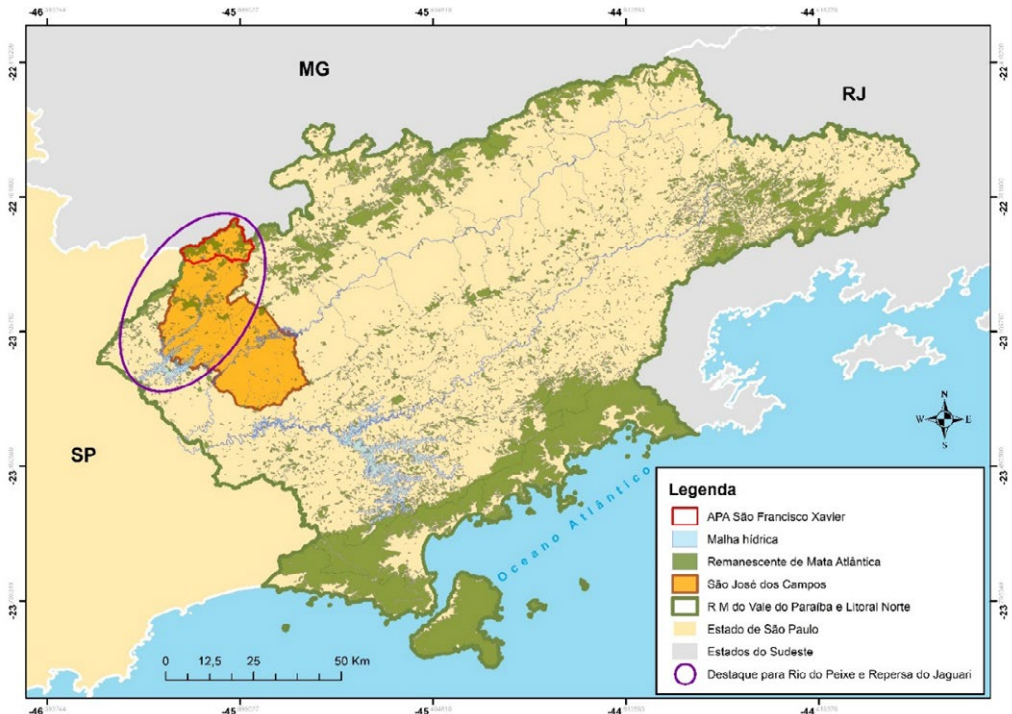 -46 -45 -44 -44 -44
MG
RJ
SP
Oceano Atlântico
N
W E
S
-22
-22
-23
-23
-23
-22
-22
-23
-23
-23
Legenda
APA São Francisco Xavier
Malha hídrica
Remanescente de Mata Atlântica
São José dos Campos
R M do Vale do Paraíba e Litoral Norte
Estado de São Paulo
Estados do Sudeste
Destaque para Rio do Peixe e Represa do Jaguari
0 12,5 25 50 Km
-46 -45 -44 -44 -44